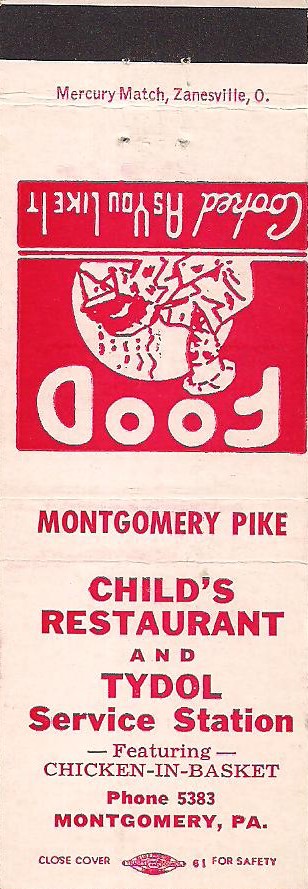 Mercury Match, Zanesville, O.
FOOD
Cooked As You Like It
MONTGOMERY PIKE
CHILD'S
RESTAURANT
AND
TYDOL
Service Station
— Featuring —
CHICKEN-IN-BASKET
Phone 5383
MONTGOMERY, PA.
CLOSE COVER 61 FOR SAFETY